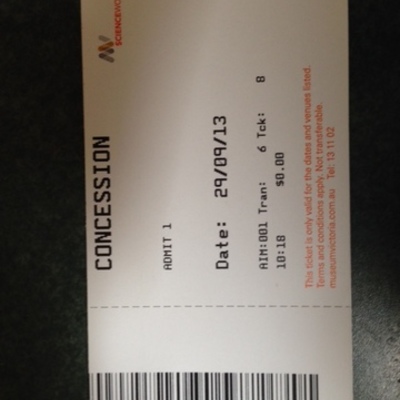 CONCESSION
ADMIT 1
Date: 29/09/13
AIM:001 Tran: 6 Tck: 8
10:18 $0.00
This ticket is only valid for the dates and venues listed.
Terms and conditions apply. Not transferable.
museumvictoria.com.au Tel: 13 11 02